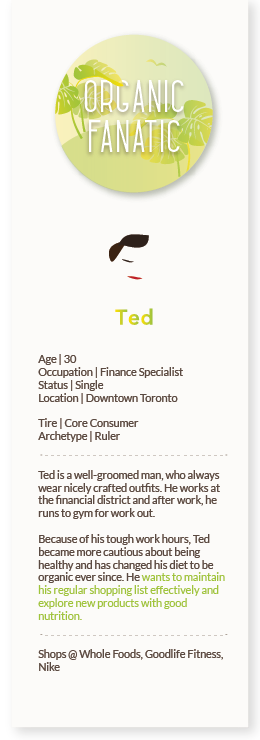 ORGANIC
FANATIC
Ted
Age | 30
Occupation | Finance Specialist
Status | Single
Location | Downtown Toronto
Tire | Core Consumer
Archetype | Ruler
Ted is a well-groomed man, who always
wear nicely crafted outfits. He works at
the financial district and after work, he
runs to gym for work out.
Because of his tough work hours, Ted
became more cautious about being
healthy and has changed his diet to be
organic ever since. He wants to maintain
his regular shopping list effectively and
explore new products with good
nutrition.
Shops @ Whole Foods, Goodlife Fitness,
Nike